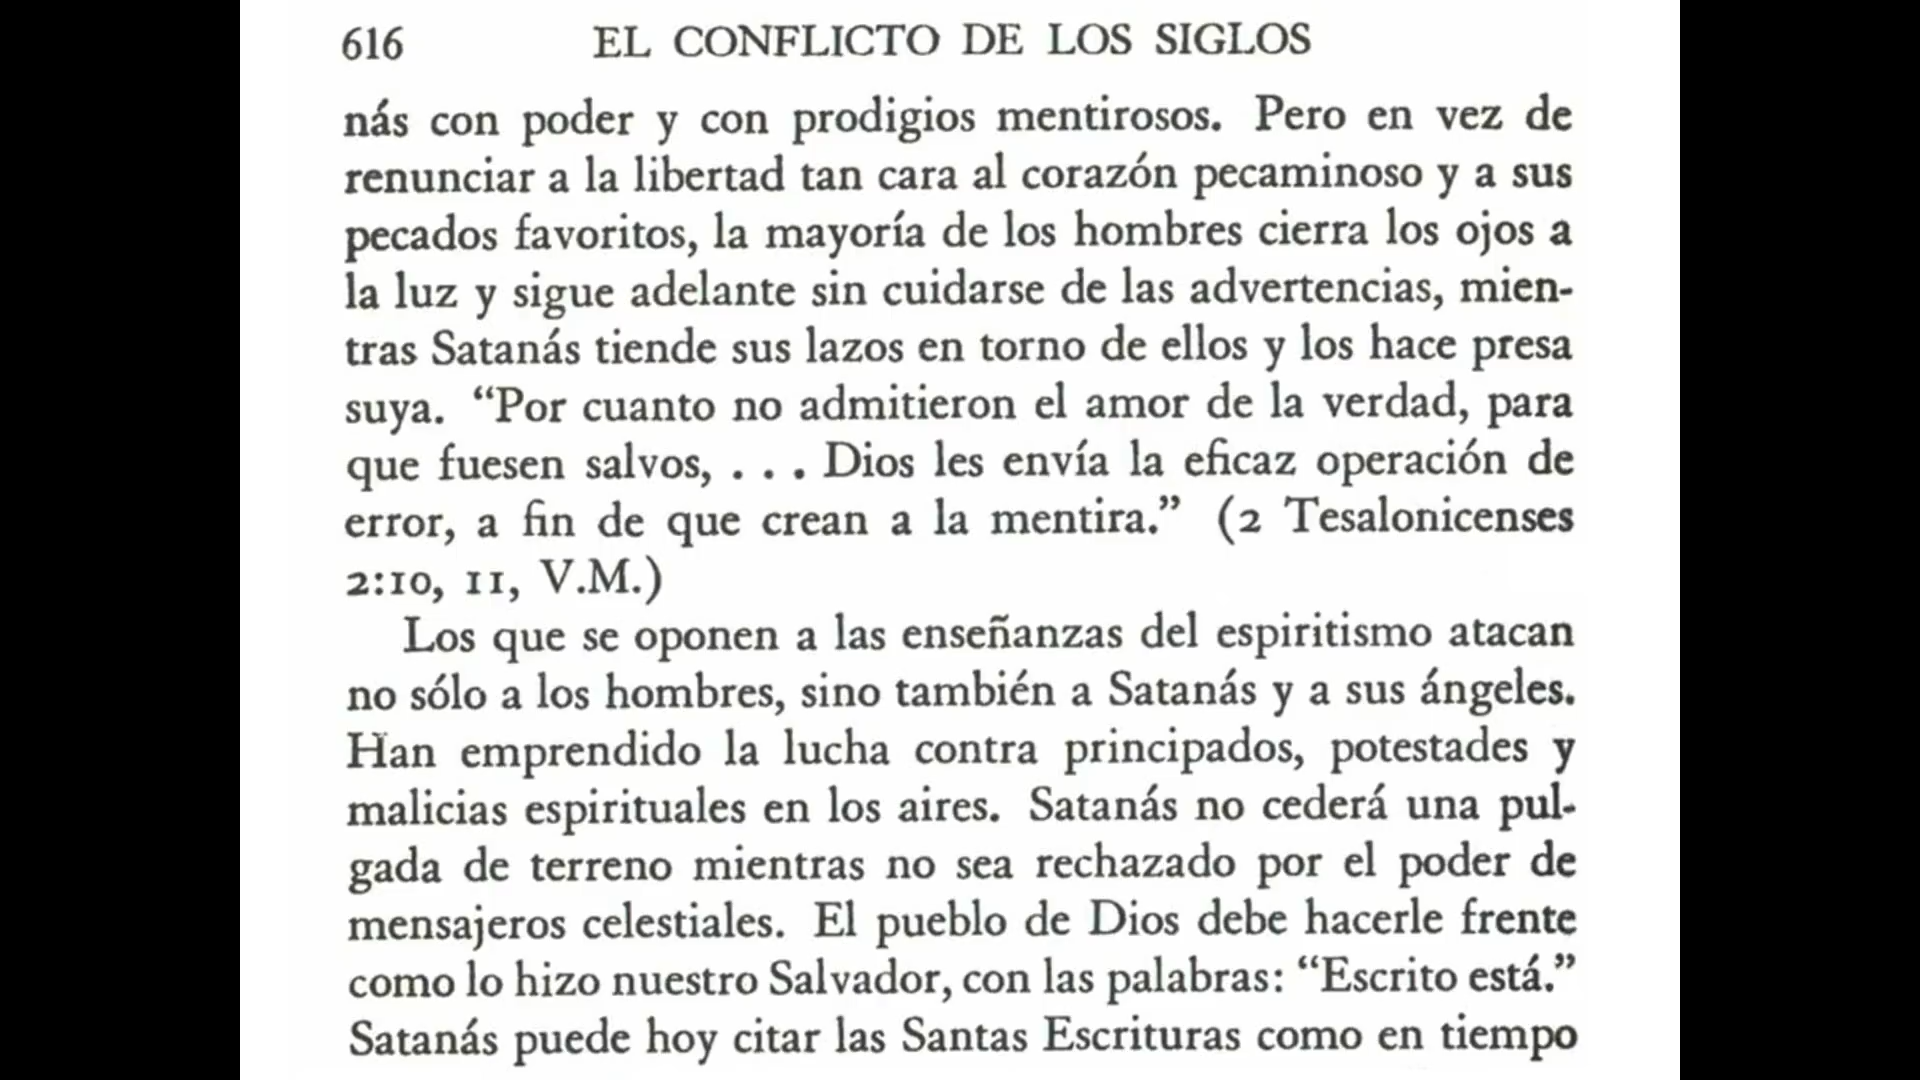 616 EL CONFLICTO DE LOS SIGLOS
nás con poder y con prodigios mentirosos. Pero en vez de
renunciar a la libertad tan cara al corazón pecaminoso y a sus
pecados favoritos, la mayoría de los hombres cierra los ojos a
la luz y sigue adelante sin cuidarse de las advertencias, mien-
tras Satanás tiende sus lazos en torno de ellos y los hace presa
suya. “Por cuanto no admitieron el amor de la verdad, para
que fuesen salvos, . . . Dios les envía la eficaz operación de
error, a fin de que crean a la mentira.” (2 Tesalonicenses
2:10, 11, V.M.)
Los que se oponen a las enseñanzas del espiritismo atacan
no sólo a los hombres, sino también a Satanás y a sus ángeles.
Han emprendido la lucha contra principados, potestades y
malicias espirituales en los aires. Satanás no cederá una pul-
gada de terreno mientras no sea rechazado por el poder de
mensajeros celestiales. El pueblo de Dios debe hacerle frente
como lo hizo nuestro Salvador, con las palabras: “Escrito está.”
Satanás puede hoy citar las Santas Escrituras como en tiempo